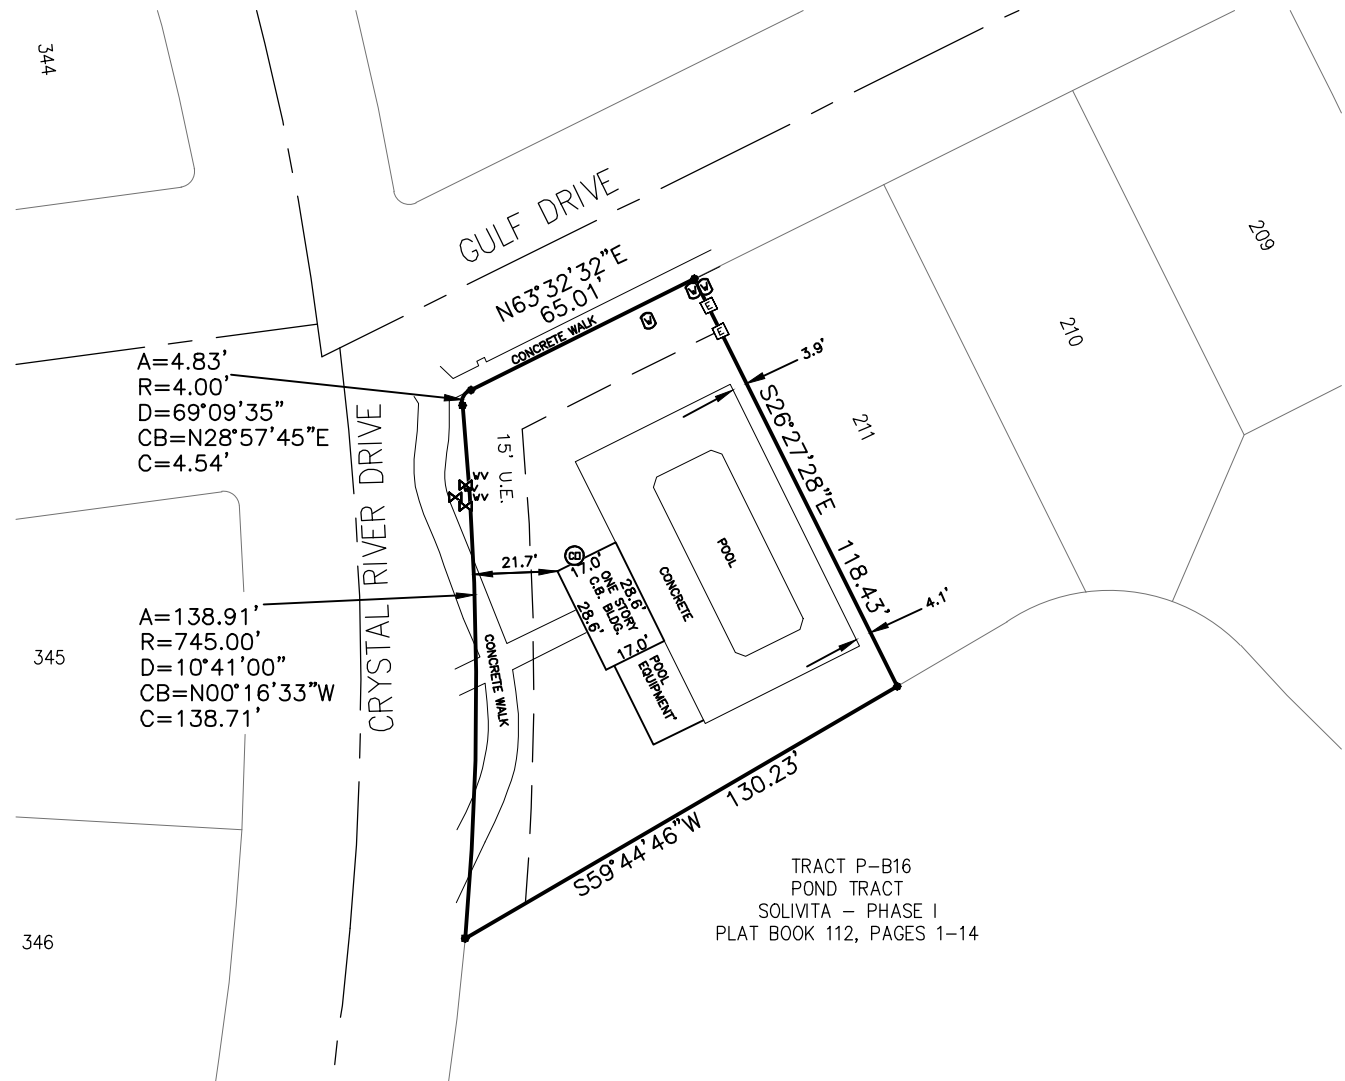 344
GULF DRIVE
209
N63°32'32"E
65.01'
CONCRETE WALK
W
W
W
E
E
210
3.9'
A=4.83'
R=4.00'
D=69°09'35"
CB=N28°57'45"E
C=4.54'
CRYSTAL RIVER DRIVE
15' U.E.
WV
WV
S26°27'28"E
118.43'
211
POOL
CONCRETE
21.7'
17.0'
28.6'
ONE STORY
C.B. BLDG.
28.6'
17.0'
POOL
EQUIPMENT
4.1'
A=138.91'
R=745.00'
D=10°41'00"
CB=N00°16'33"W
C=138.71'
CONCRETE WALK
345
S59°44'46"W
130.23'
TRACT P-B16
POND TRACT
SOLIVITA - PHASE I
PLAT BOOK 112, PAGES 1-14
346